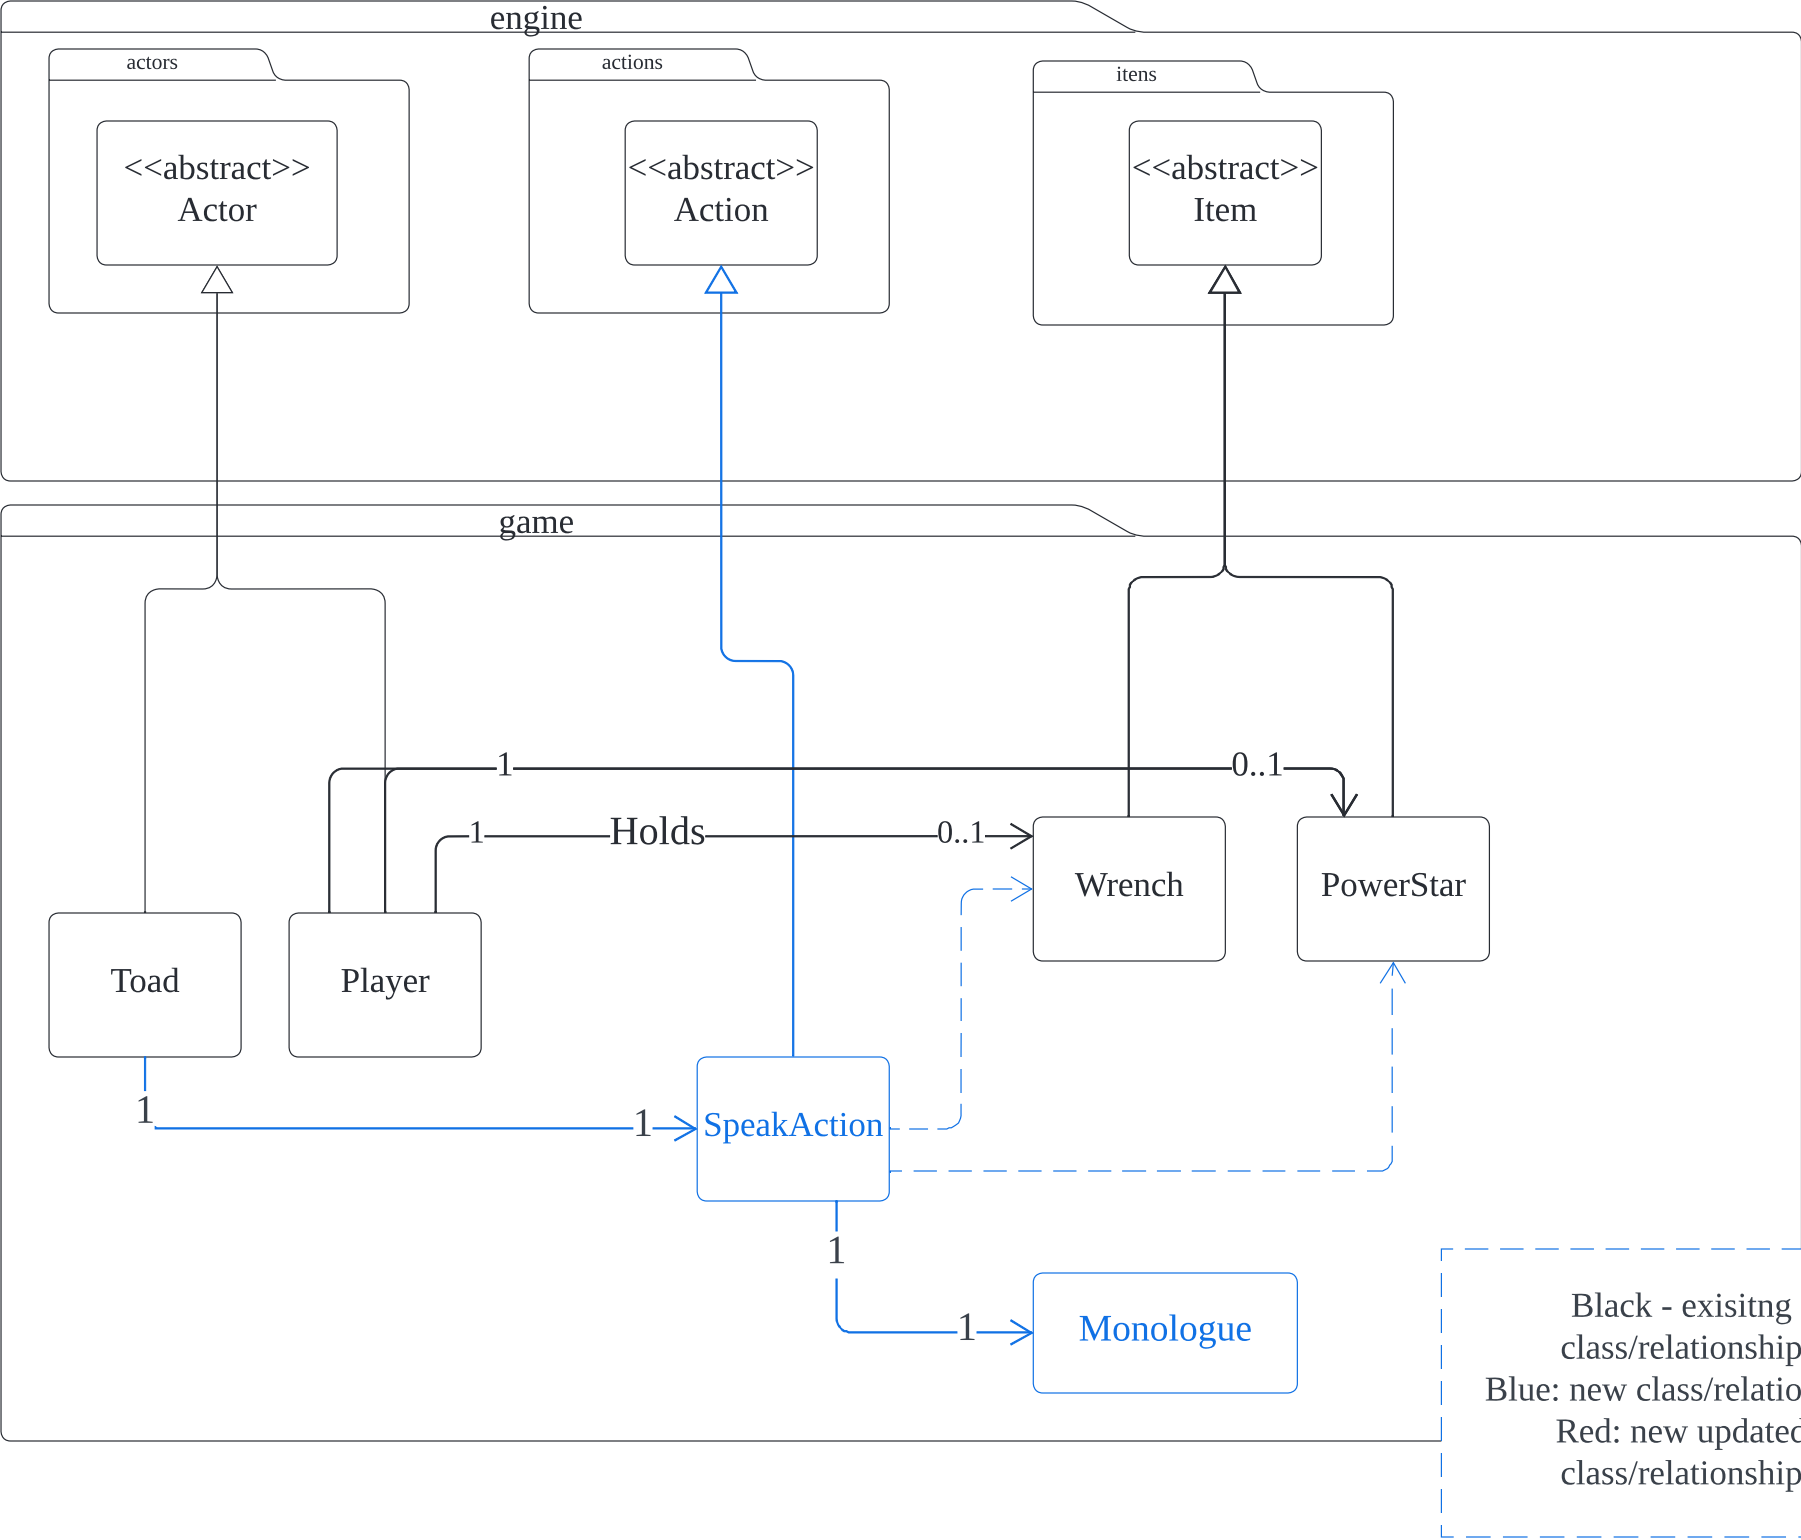 engine
actors
actions
itens
<<abstract>>
Actor
<<abstract>>
Action
<<abstract>>
Item
game
1
0..1
1
Holds
0..1
Wrench
PowerStar
Toad
Player
1
1
SpeakAction
1
1
Monologue
Black - exisitng
class/relationship
Blue: new class/relatio
Red: new updated
class/relationship